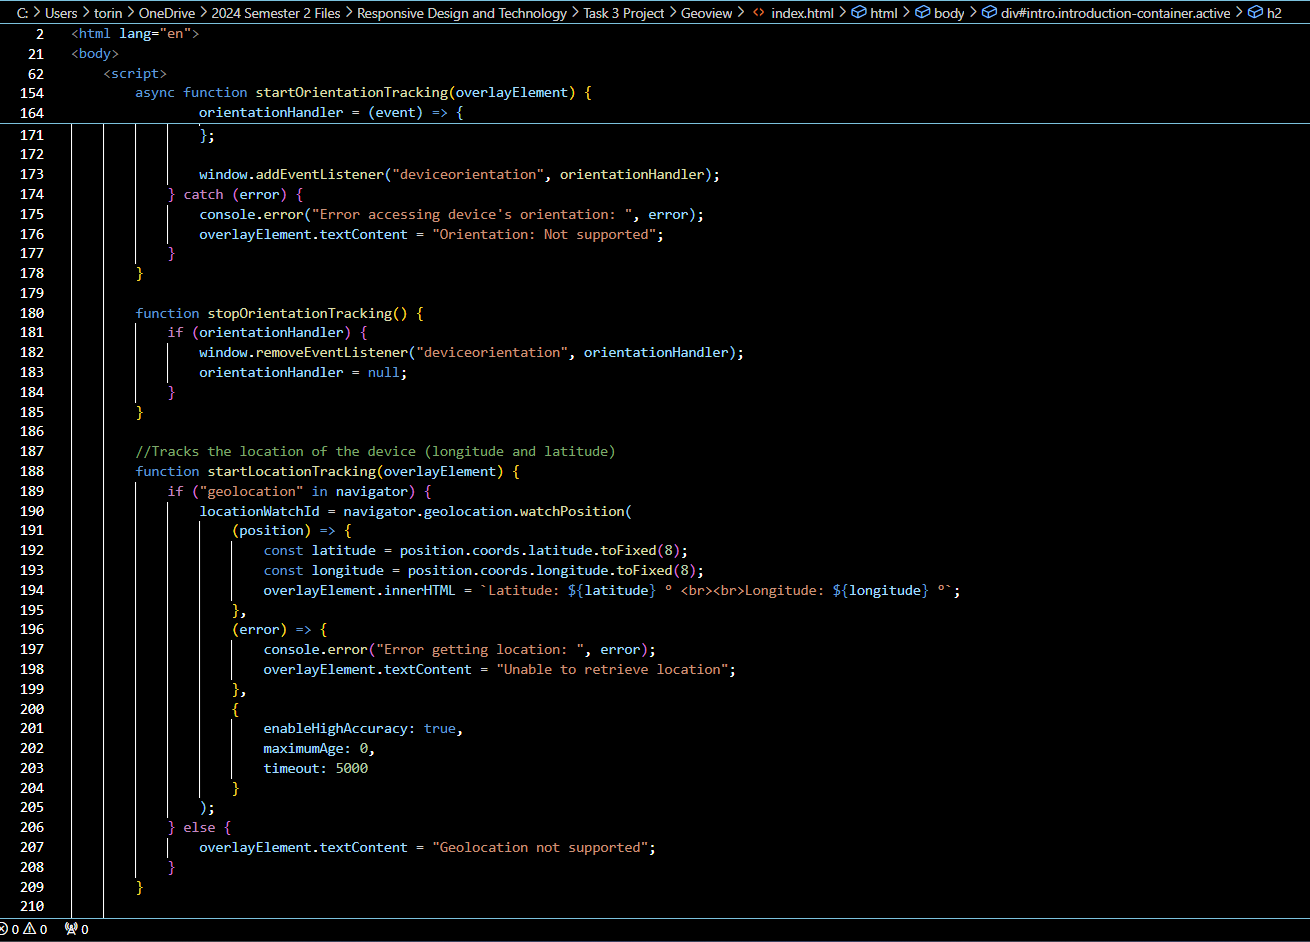 C: > Users > torin > OneDrive > 2024 Semester 2 Files > Responsive Design and Technology > Task 3 Project > Geoview > <> index.html > html > body > div#intro.introduction-container.active > h2
2 <html lang="en">
21 <body>
62 <script>
154 async function startOrientationTracking(overlayElement) {
164 orientationHandler = (event) => {
171 };
172
173 window.addEventListener("deviceorientation", orientationHandler);
174 } catch (error) {
175 console.error("Error accessing device's orientation: ", error);
176 overlayElement.textContent = "Orientation: Not supported";
177 }
178 }
179
180 function stopOrientationTracking() {
181 if (orientationHandler) {
182 window.removeEventListener("deviceorientation", orientationHandler);
183 orientationHandler = null;
184 }
185 }
186
187 //Tracks the location of the device (longitude and latitude)
188 function startLocationTracking(overlayElement) {
189 if ("geolocation" in navigator) {
190 locationWatchId = navigator.geolocation.watchPosition(
191 (position) => {
192 const latitude = position.coords.latitude.toFixed(8);
193 const longitude = position.coords.longitude.toFixed(8);
194 overlayElement.innerHTML = `Latitude: ${latitude} ° <br><br>Longitude: ${longitude} °`;
195 },
196 (error) => {
197 console.error("Error getting location: ", error);
198 overlayElement.textContent = "Unable to retrieve location";
199 },
200 {
201 enableHighAccuracy: true,
202 maximumAge: 0,
203 timeout: 5000
204 }
205 );
206 } else {
207 overlayElement.textContent = "Geolocation not supported";
208 }
209 }
210
0 0 0